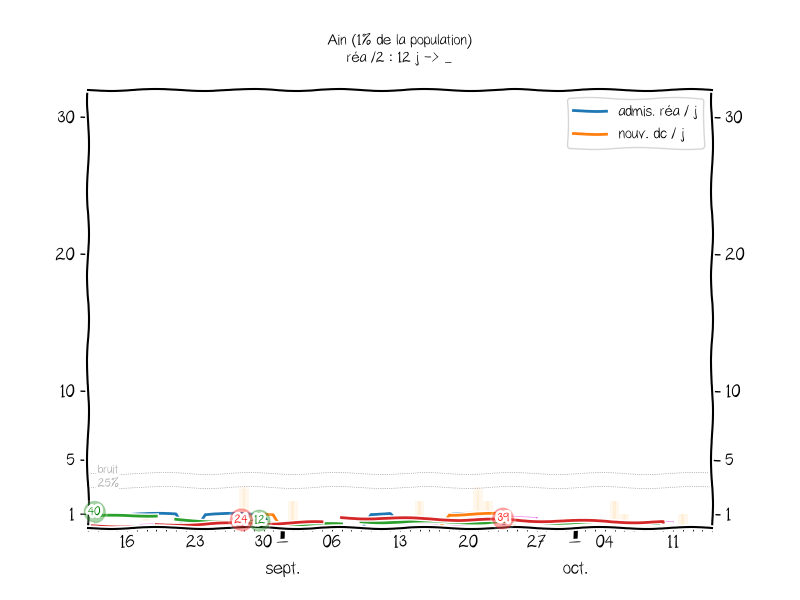 Ain (1% de la population)
réa /2 : 12 j -> _
admis. réa / j
nouv. dc / j
30 30
20 20
10 10
5 5
bruit
25%
1 1
40 24 12 39
16 23 30 06 13 20 27 04 11
sept. oct.